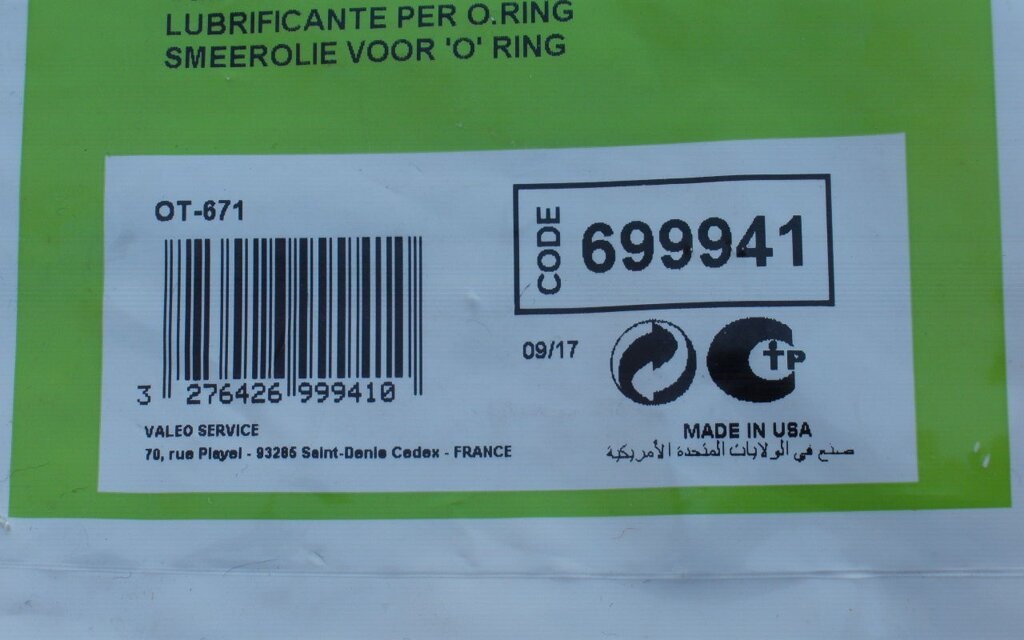 LUBRIFICANTE PER O.RING
SMEEROLIE VOOR 'O' RING
OT-671
CODE
699941
09/17
3 276426 999410
VALEO SERVICE
70, rue Pleyel - 93285 Saint-Denis Cedex - FRANCE
MADE IN USA
صنع في الولايات المتحدة الأمريكية